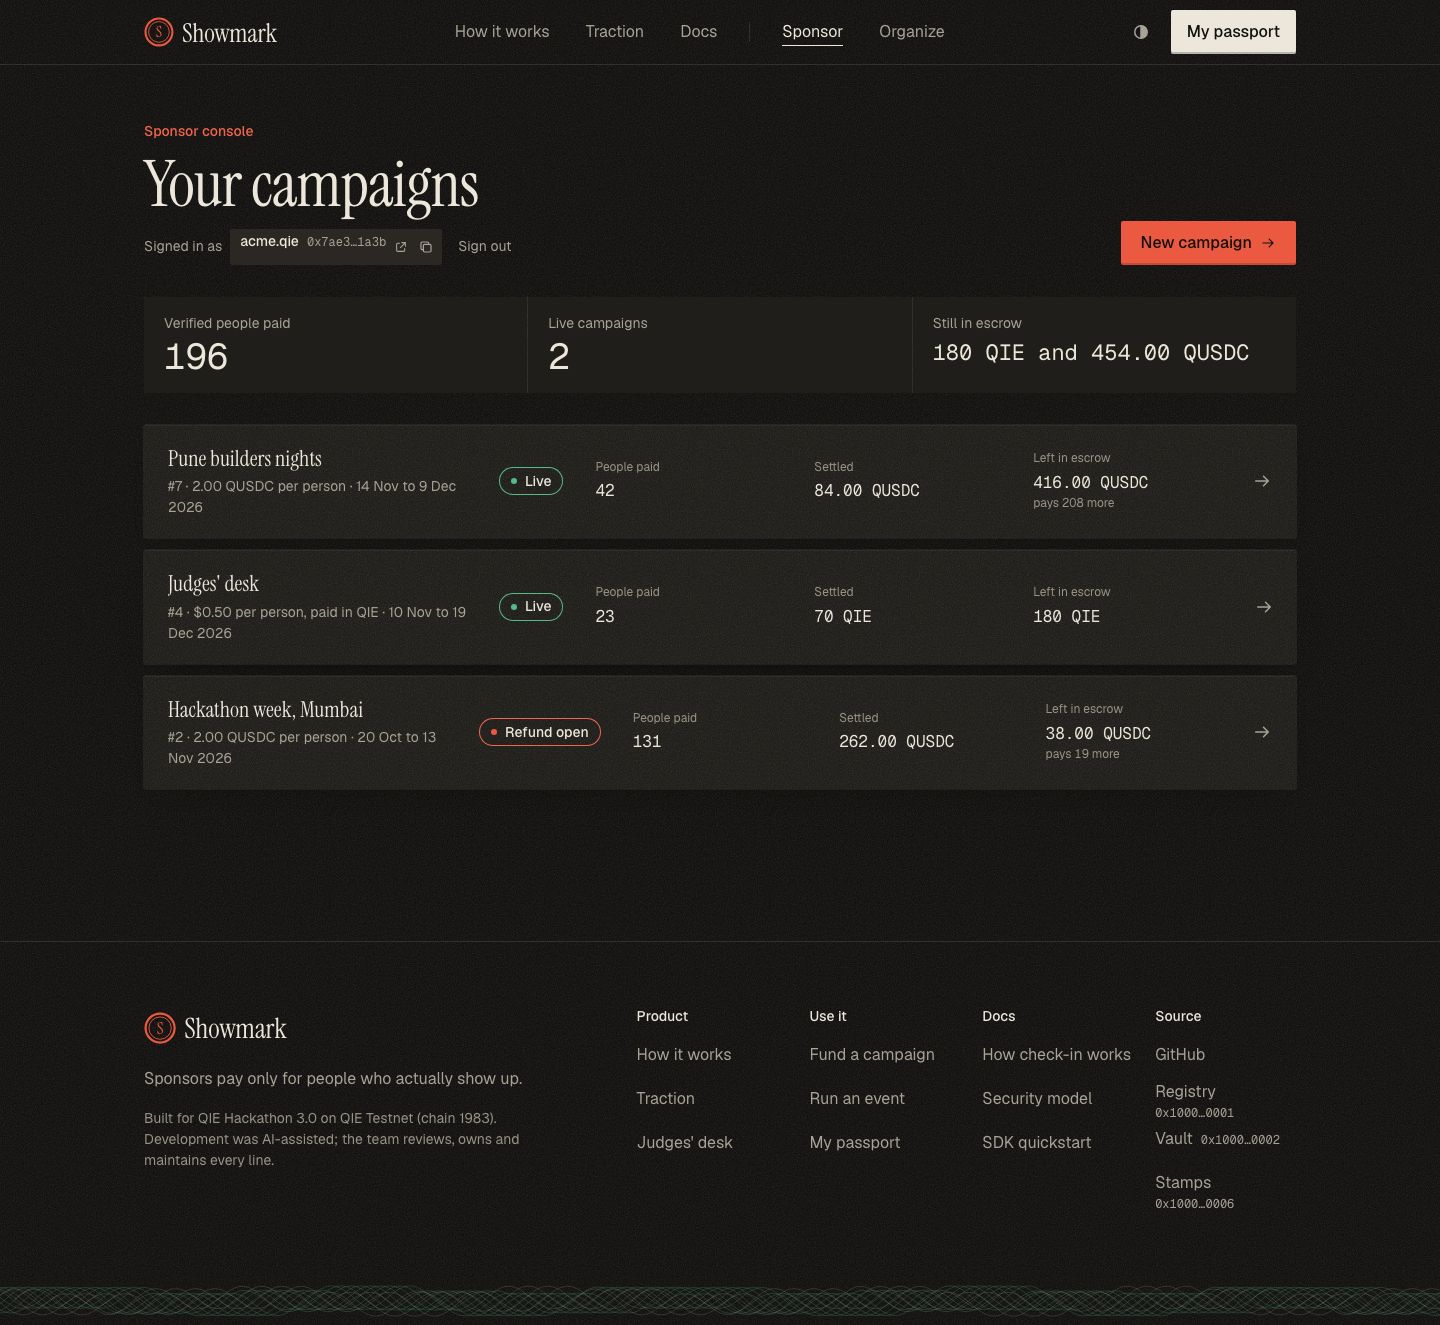 S Showmark
How it works
Traction
Docs
Sponsor
Organize
My passport
Sponsor console
Your campaigns
Signed in as acme.qie 0x7ae3…1a3b Sign out
New campaign →
Verified people paid
196
Live campaigns
2
Still in escrow
180 QIE and 454.00 QUSDC
Pune builders nights
#7 · 2.00 QUSDC per person · 14 Nov to 9 Dec
2026
Live
People paid
42
Settled
84.00 QUSDC
Left in escrow
416.00 QUSDC
pays 208 more
→
Judges' desk
#4 · $0.50 per person, paid in QIE · 10 Nov to 19
Dec 2026
Live
People paid
23
Settled
70 QIE
Left in escrow
180 QIE
→
Hackathon week, Mumbai
#2 · 2.00 QUSDC per person · 20 Oct to 13
Nov 2026
Refund open
People paid
131
Settled
262.00 QUSDC
Left in escrow
38.00 QUSDC
pays 19 more
→
S Showmark
Sponsors pay only for people who actually show up.
Built for QIE Hackathon 3.0 on QIE Testnet (chain 1983).
Development was AI-assisted; the team reviews, owns and
maintains every line.
Product
How it works
Traction
Judges' desk
Use it
Fund a campaign
Run an event
My passport
Docs
How check-in works
Security model
SDK quickstart
Source
GitHub
Registry
0x1000…0001
Vault 0x1000…0002
Stamps
0x1000…0006